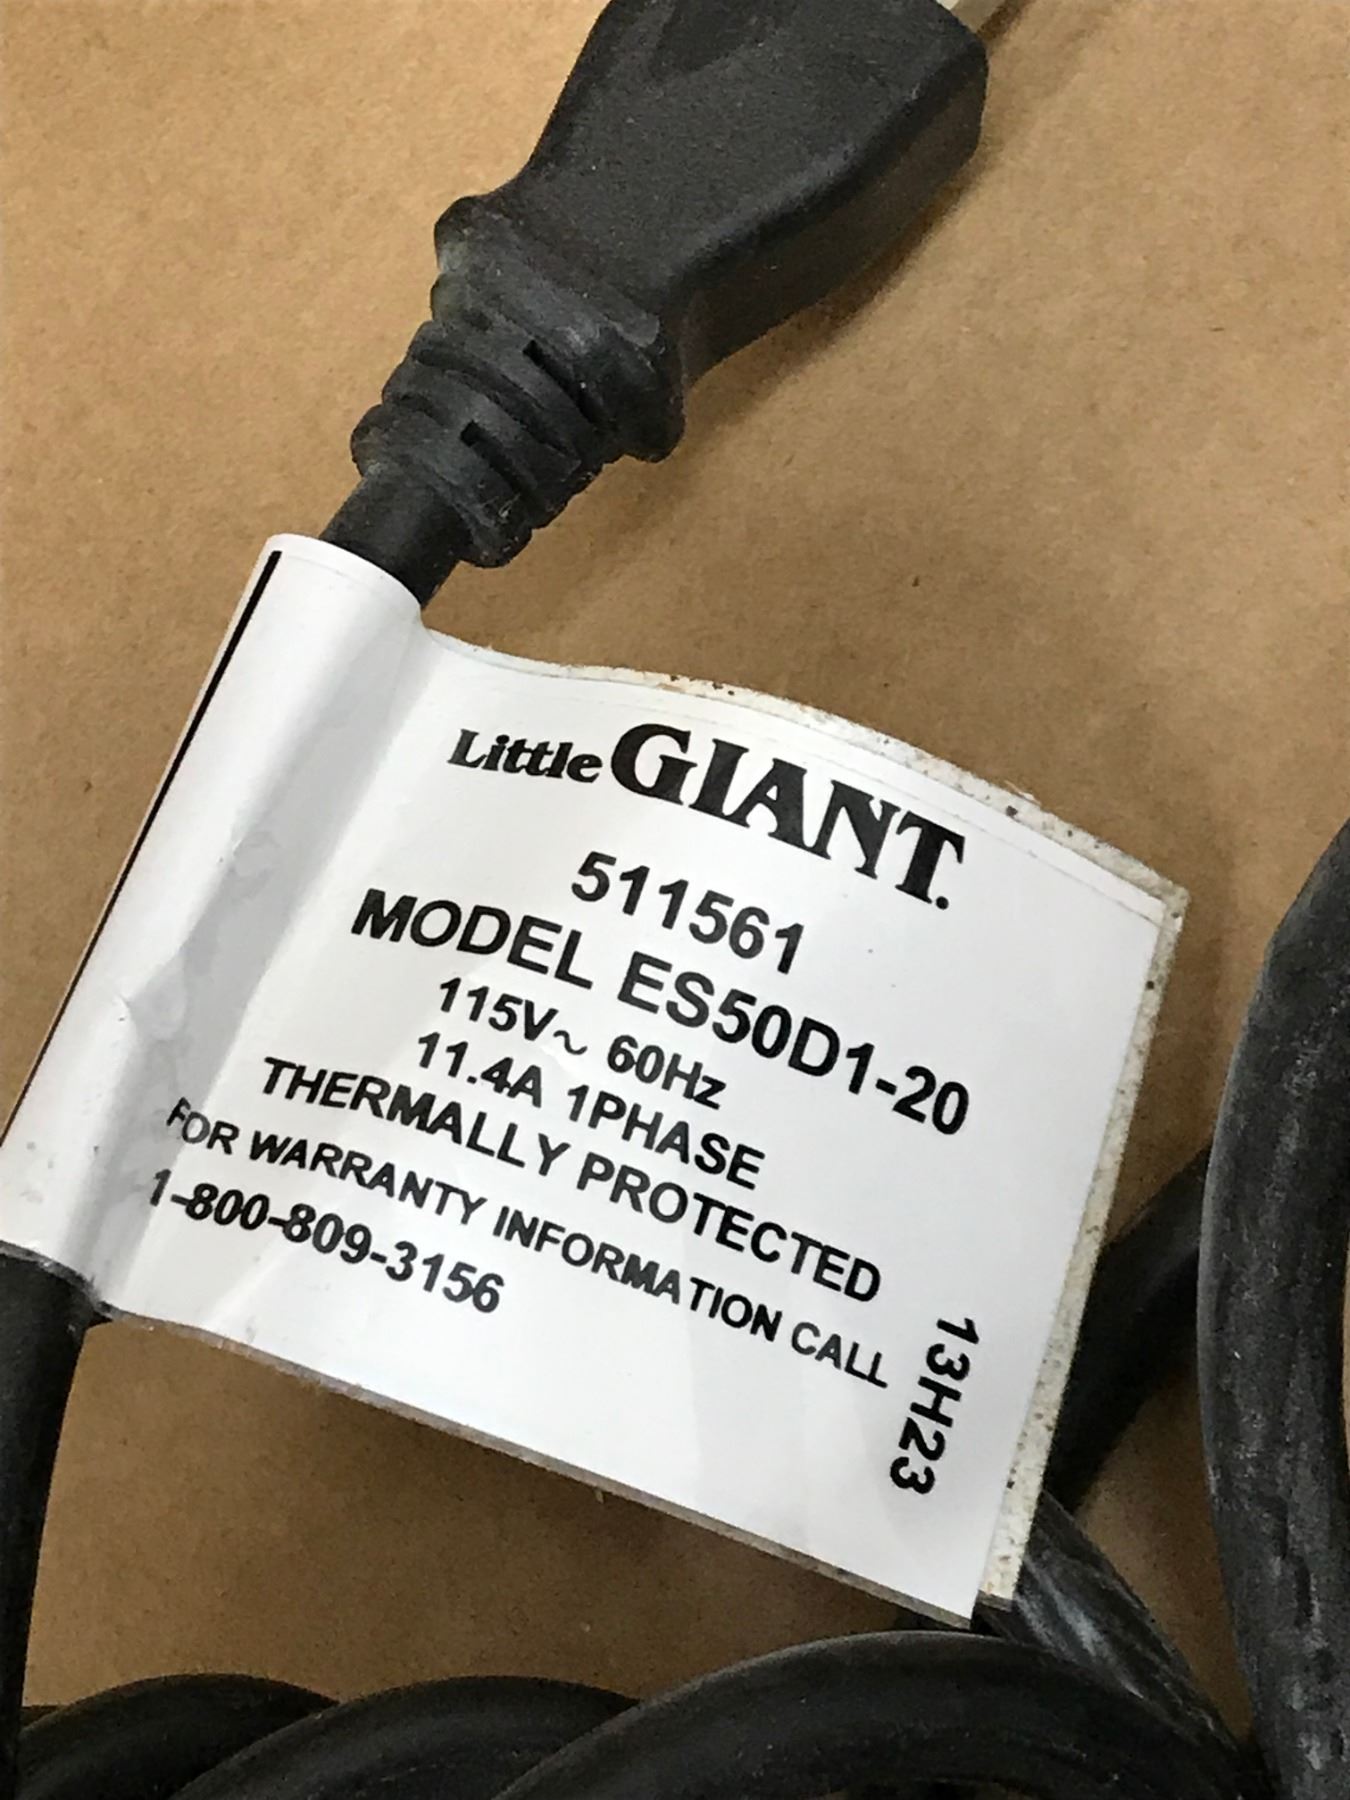 Little GIANT.
511561
MODEL ES50D1-20
115V~ 60Hz
11.4A 1PHASE
THERMALLY PROTECTED
FOR WARRANTY INFORMATION CALL
1-800-809-3156
13H23